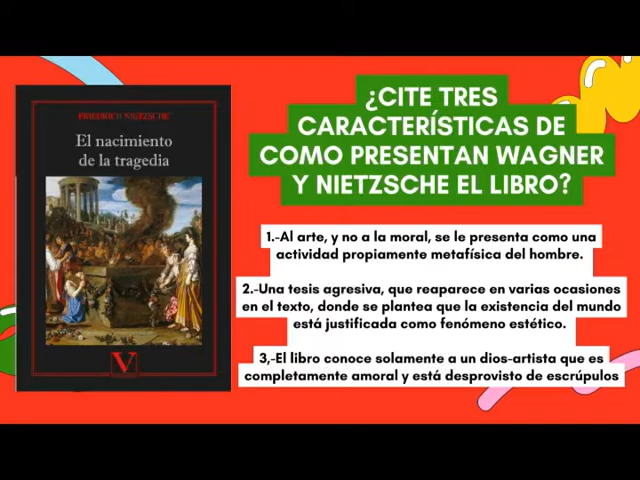 FRIEDRICH NIETZSCHE
El nacimiento
de la tragedia
V
¿CITE TRES
CARACTERÍSTICAS DE
COMO PRESENTAN WAGNER
Y NIETZSCHE EL LIBRO?
1.-Al arte, y no a la moral, se le presenta como una
actividad propiamente metafísica del hombre.
2.-Una tesis agresiva, que reaparece en varias ocasiones
en el texto, donde se plantea que la existencia del mundo
está justificada como fenómeno estético.
3,-El libro conoce solamente a un dios-artista que es
completamente amoral y está desprovisto de escrúpulos